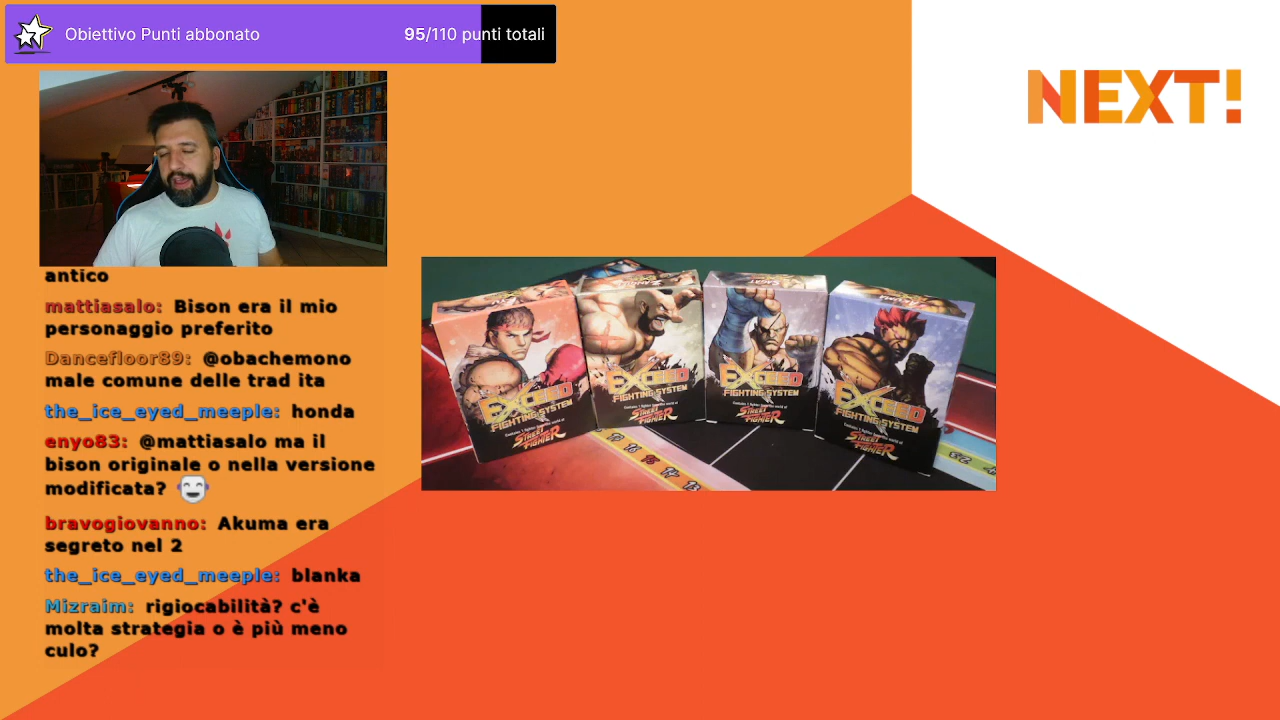 Obiettivo Punti abbonato
95/110 punti totali
NEXT!
antico
mattiasalo: Bison era il mio
personaggio preferito
Dancefloor89: @obachemono
male comune delle trad ita
the_ice_eyed_meeple: honda
enyo83: @mattiasalo ma il
bison originale o nella versione
modificata?
bravogiovanno: Akuma era
segreto nel 2
the_ice_eyed_meeple: blanka
Mizraim: rigiocabilità? c'è
molta strategia o è più meno
culo?
EXCEED
FIGHTING SYSTEM
STREET
FIGHTER
EXCEED
FIGHTING SYSTEM
STREET
FIGHTER
SAGAT
EXCEED
FIGHTING SYSTEM
STREET
FIGHTER
EXCEED
FIGHTING SYSTEM
STREET
FIGHTER